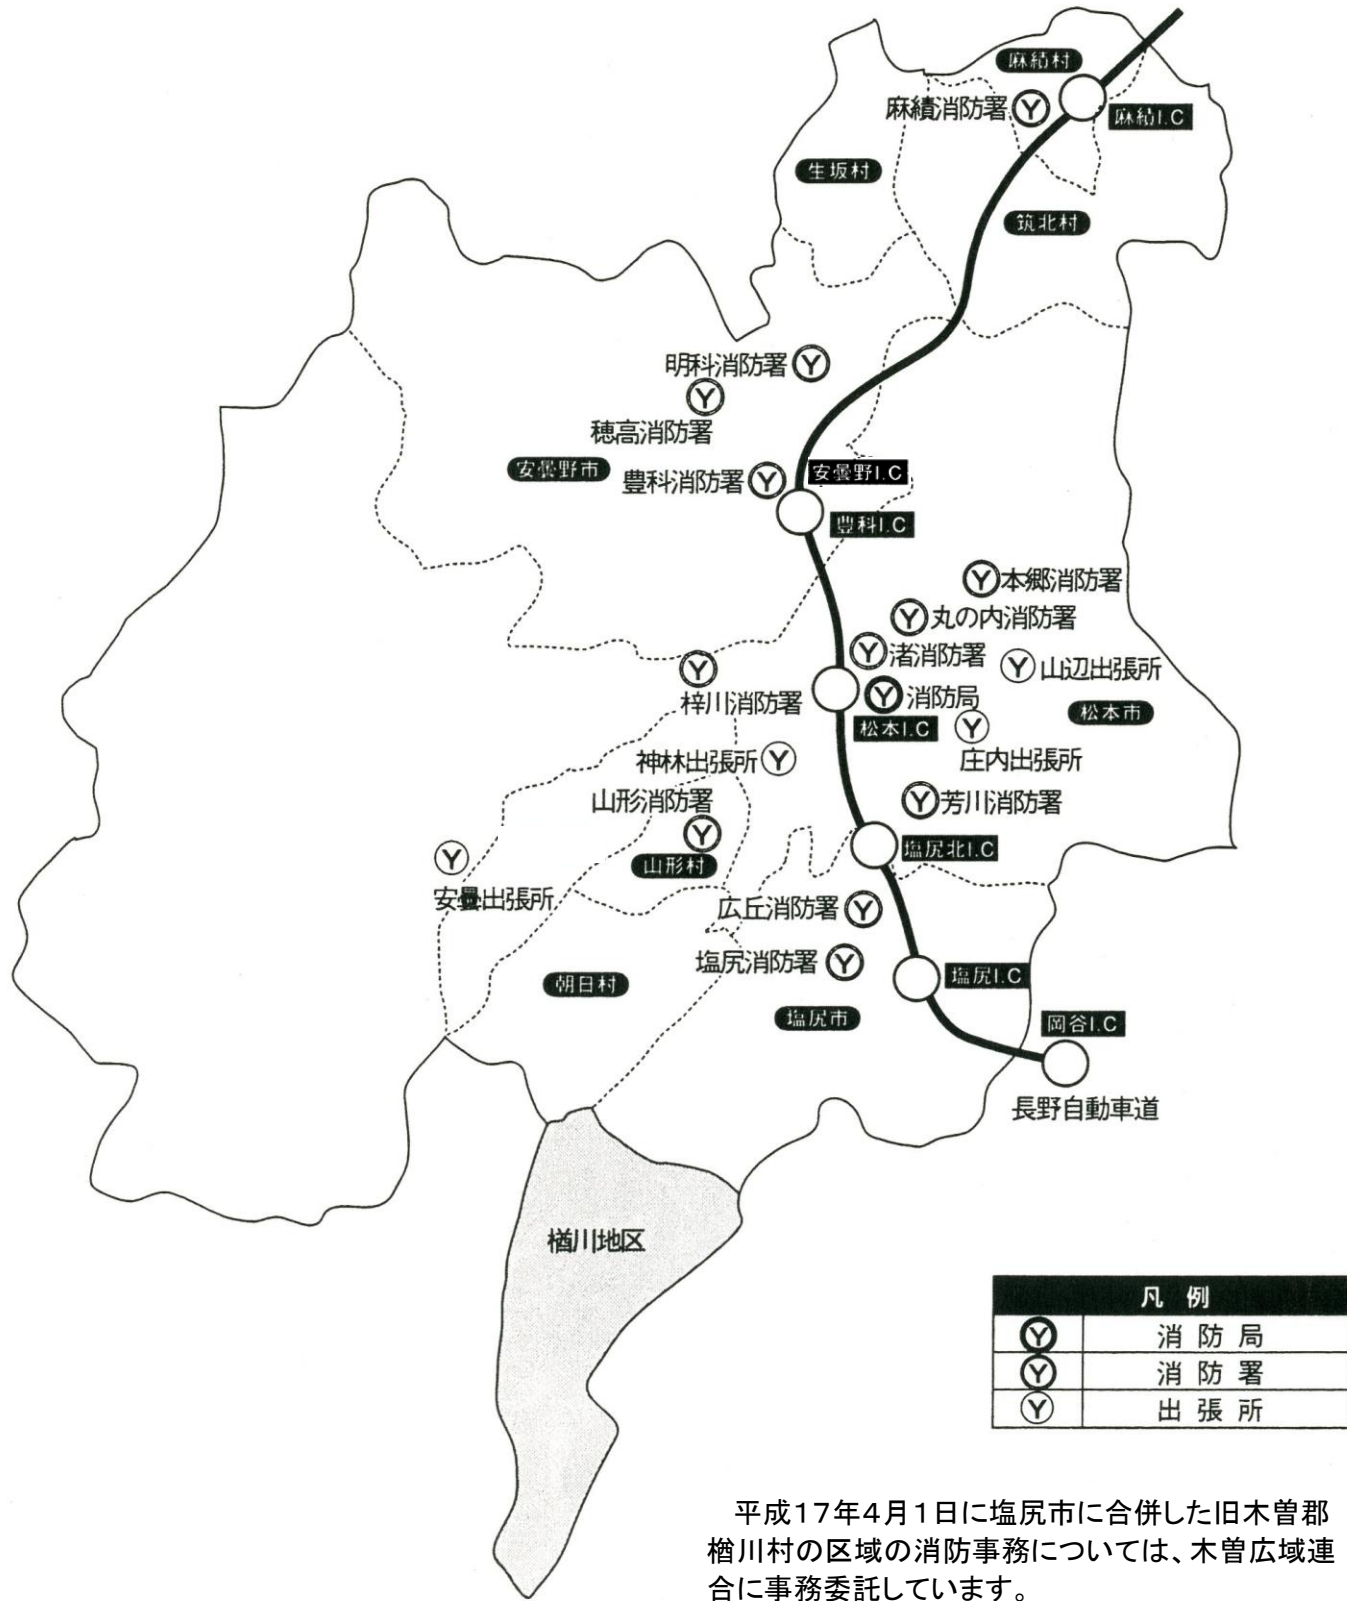 麻績村
麻績消防署
麻績I.C
生坂村
筑北村
明科消防署
穂高消防署
安曇野市
豊科消防署
安曇野I.C
豊科I.C
本郷消防署
丸の内消防署
渚消防署
山辺出張所
梓川消防署
消防局
松本市
松本I.C
神林出張所
庄内出張所
山形消防署
芳川消防署
塩尻北I.C
山形村
安曇出張所
広丘消防署
塩尻消防署
塩尻I.C
朝日村
塩尻市
岡谷I.C
長野自動車道
楢川地区
凡例
消防局
消防署
出張所
平成17年4月1日に塩尻市に合併した旧木曽郡
楢川村の区域の消防事務については、木曽広域連
合に事務委託しています。